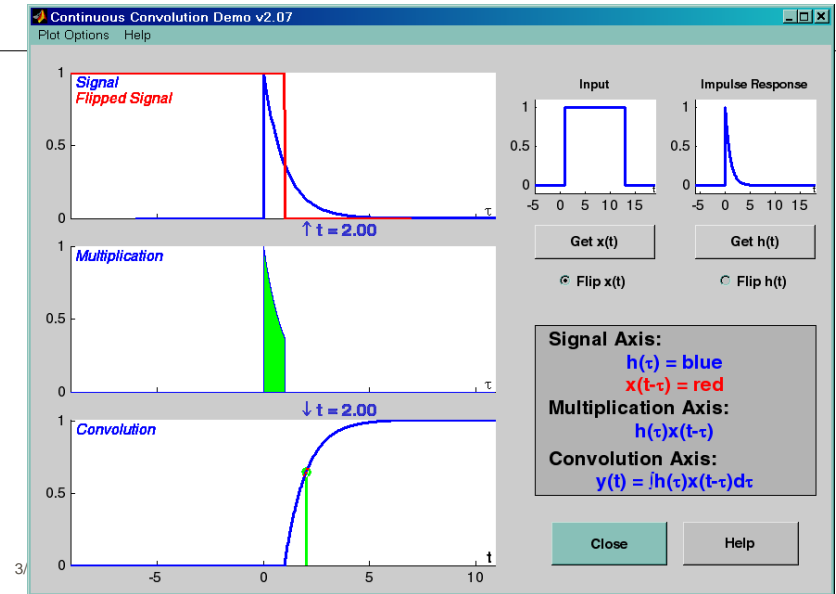 Continuous Convolution Demo v2.07
Plot Options Help
Signal
Flipped Signal
1
0.5
0
τ
↑ t = 2.00
Multiplication
1
0.5
0
τ
↓ t = 2.00
Convolution
1
0.5
0
t
-5 0 5 10
Input
1
0.5
0
-5 0 5 10 15
Impulse Response
1
0.5
0
-5 0 5 10 15
Get x(t) Get h(t)
Flip x(t) Flip h(t)
Signal Axis:
h(τ) = blue
x(t-τ) = red
Multiplication Axis:
h(τ)x(t-τ)
Convolution Axis:
y(t) = ∫h(τ)x(t-τ)dτ
Close Help
3/